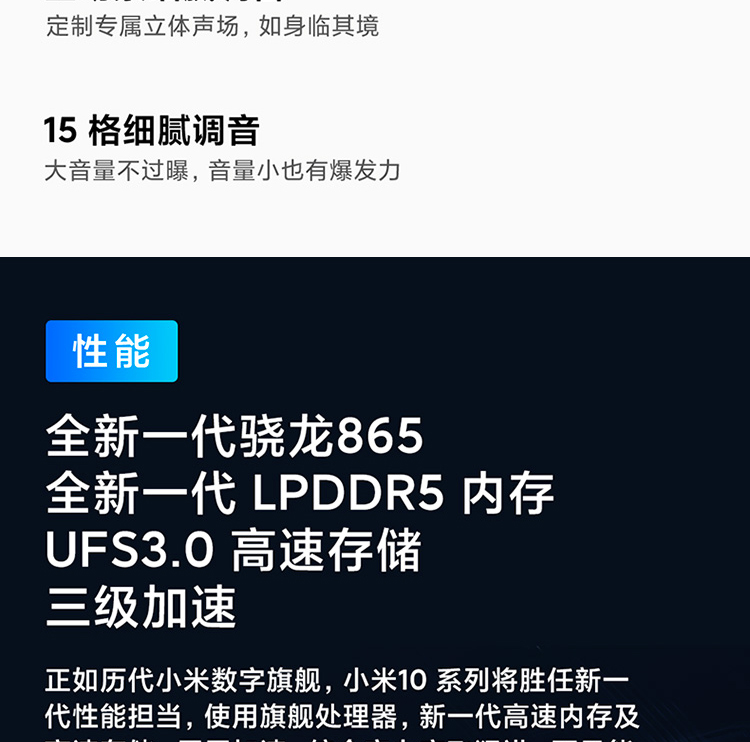 定制专属立体声场，如身临其境
15 格细腻调音
大音量不过曝，音量小也有爆发力
性能
全新一代骁龙865
全新一代 LPDDR5 内存
UFS3.0 高速存储
三级加速
正如历代小米数字旗舰，小米10 系列将胜任新一
代性能担当，使用旗舰处理器，新一代高速内存及